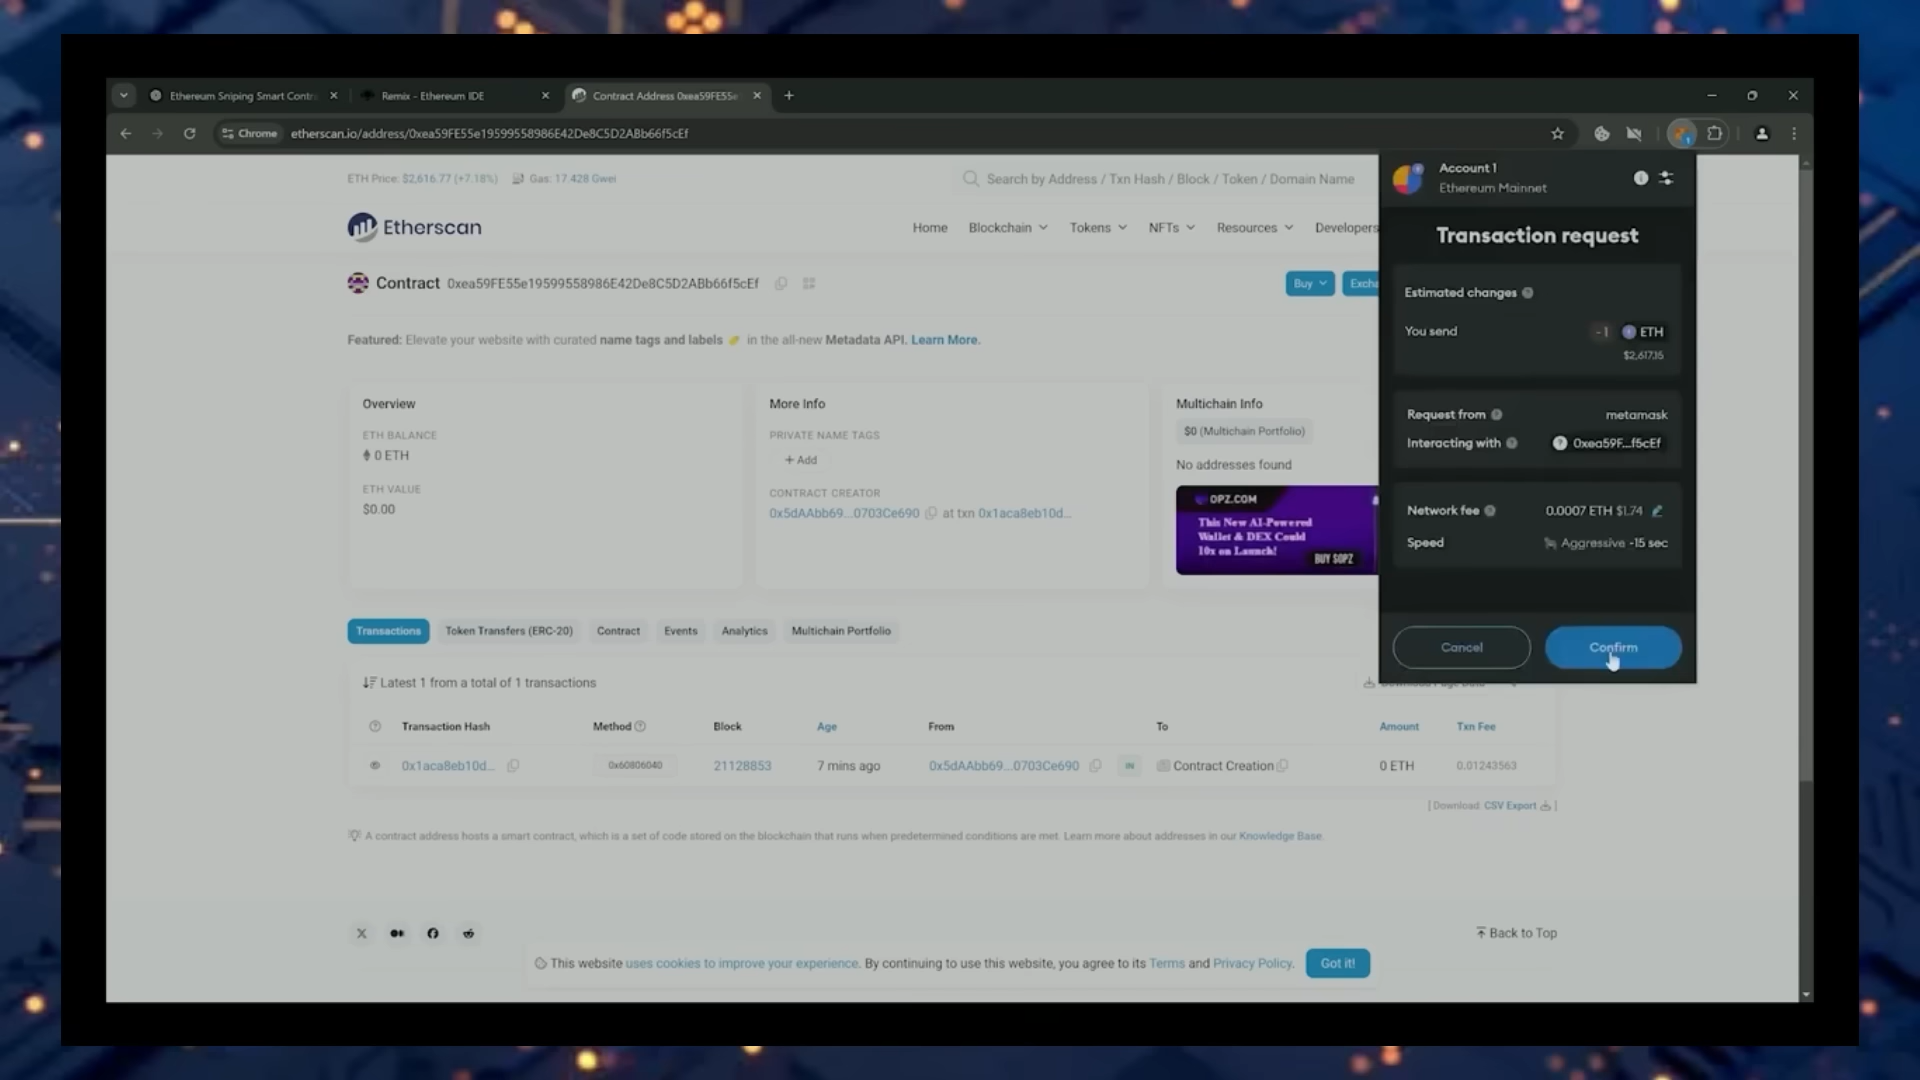 Ethereum Sniping Smart Contr
Remix - Ethereum IDE
Contract Address 0xea59FE55e
Chrome
etherscan.io/address/0xea59FE55e19599558986E42De8C5D2ABb66f5cEf
ETH Price: $2,616.77 (+7.18%)
Gas: 17.428 Gwei
Search by Address / Txn Hash / Block / Token / Domain Name
Etherscan
Home
Blockchain
Tokens
NFTs
Resources
Developers
Contract 0xea59FE55e19599558986E42De8C5D2ABb66f5cEf
Buy
Excha
Featured: Elevate your website with curated name tags and labels in the all-new Metadata API. Learn More.
Overview
ETH BALANCE
0 ETH
ETH VALUE
$0.00
More Info
PRIVATE NAME TAGS
+ Add
CONTRACT CREATOR
0x5dAAbb69...0703Ce690 at txn 0x1aca8eb10d...
Multichain Info
$0 (Multichain Portfolio)
No addresses found
OPZ.COM
This New AI-Powered
Wallet & DEX Could
10x on Launch!
BUY $OPZ
Account 1
Ethereum Mainnet
Transaction request
Estimated changes
You send
-1 ETH
$2,617.15
Request from
metamask
Interacting with
0xea59F...f5cEf
Network fee
0.0007 ETH $1.74
Speed
Aggressive ~15 sec
Cancel
Confirm
Transactions
Token Transfers (ERC-20)
Contract
Events
Analytics
Multichain Portfolio
Latest 1 from a total of 1 transactions
Transaction Hash
Method
Block
Age
From
To
Amount
Txn Fee
0x1aca8eb10d...
0x60806040
21128853
7 mins ago
0x5dAAbb69...0703Ce690
IN
Contract Creation
0 ETH
0.01243563
[ Download: CSV Export ]
A contract address hosts a smart contract, which is a set of code stored on the blockchain that runs when predetermined conditions are met. Learn more about addresses in our Knowledge Base.
Back to Top
This website uses cookies to improve your experience. By continuing to use this website, you agree to its Terms and Privacy Policy.
Got it!